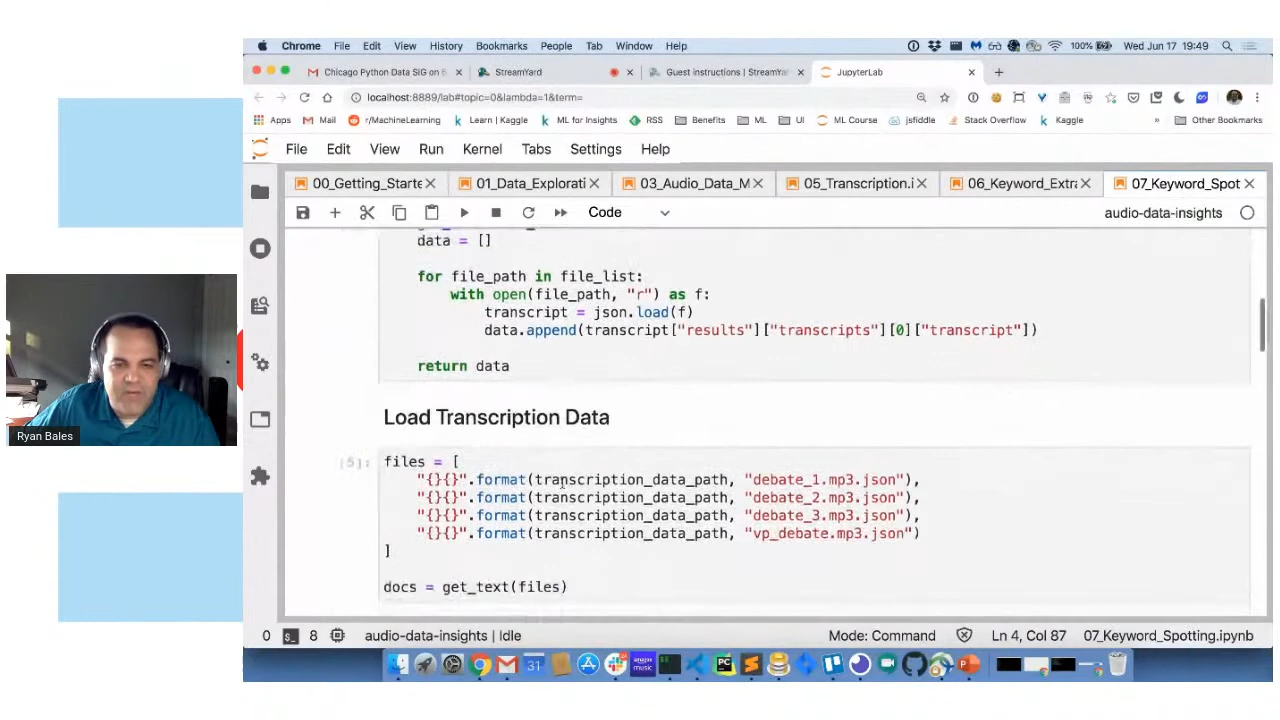 Chrome File Edit View History Bookmarks People Tab Window Help 100% Wed Jun 17 19:49
Chicago Python Data SiG on 6 StreamYard Guest instructions | StreamYar JupyterLab
localhost:8889/lab#topic=0&lambda=1&term=
Apps Mail r/MachineLearning Learn | Kaggle ML for Insights RSS Benefits ML UI ML Course jsfiddle Stack Overflow Kaggle » Other Bookmarks
File Edit View Run Kernel Tabs Settings Help
00_Getting_Starte 01_Data_Explorati 03_Audio_Data_M 05_Transcription.i 06_Keyword_Extra 07_Keyword_Spot
Code audio-data-insights
data = []
for file_path in file_list:
with open(file_path, "r") as f:
transcript = json.load(f)
data.append(transcript["results"]["transcripts"][0]["transcript"])
return data
Load Transcription Data
[5]: files = [
"{}{}".format(transcription_data_path, "debate_1.mp3.json"),
"{}{}".format(transcription_data_path, "debate_2.mp3.json"),
"{}{}".format(transcription_data_path, "debate_3.mp3.json"),
"{}{}".format(transcription_data_path, "vp_debate.mp3.json")
]
docs = get_text(files)
0 8 audio-data-insights | Idle Mode: Command Ln 4, Col 87 07_Keyword_Spotting.ipynb
Ryan Bales